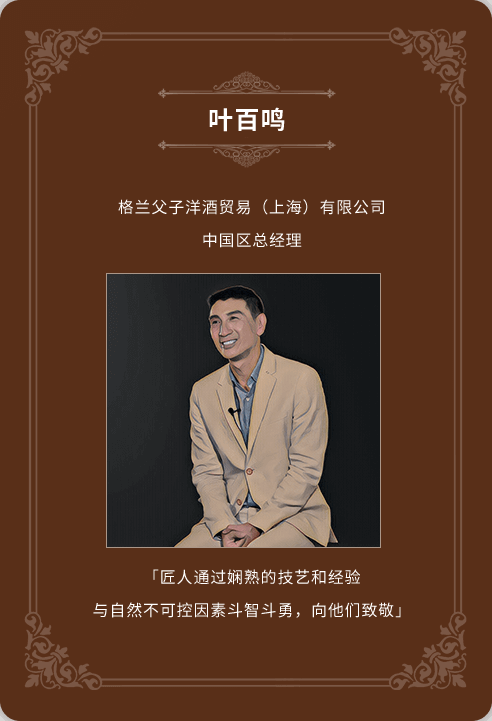 叶百鸣
格兰父子洋酒贸易（上海）有限公司
中国区总经理
「匠人通过娴熟的技艺和经验
与自然不可控因素斗智斗勇，向他们致敬」